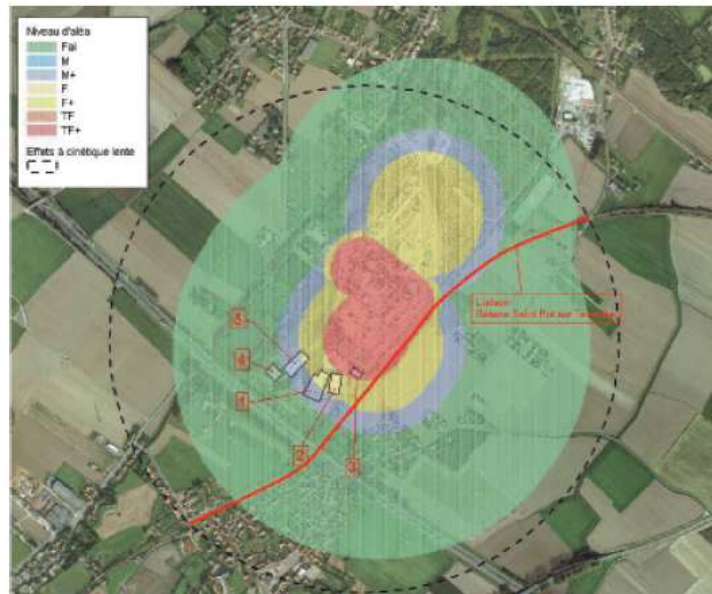 Niveau d'aléa
Fai
M
M+
F
F+
TF
TF+
Effets à cinétique lente
Liaison
5
4
1
2
3